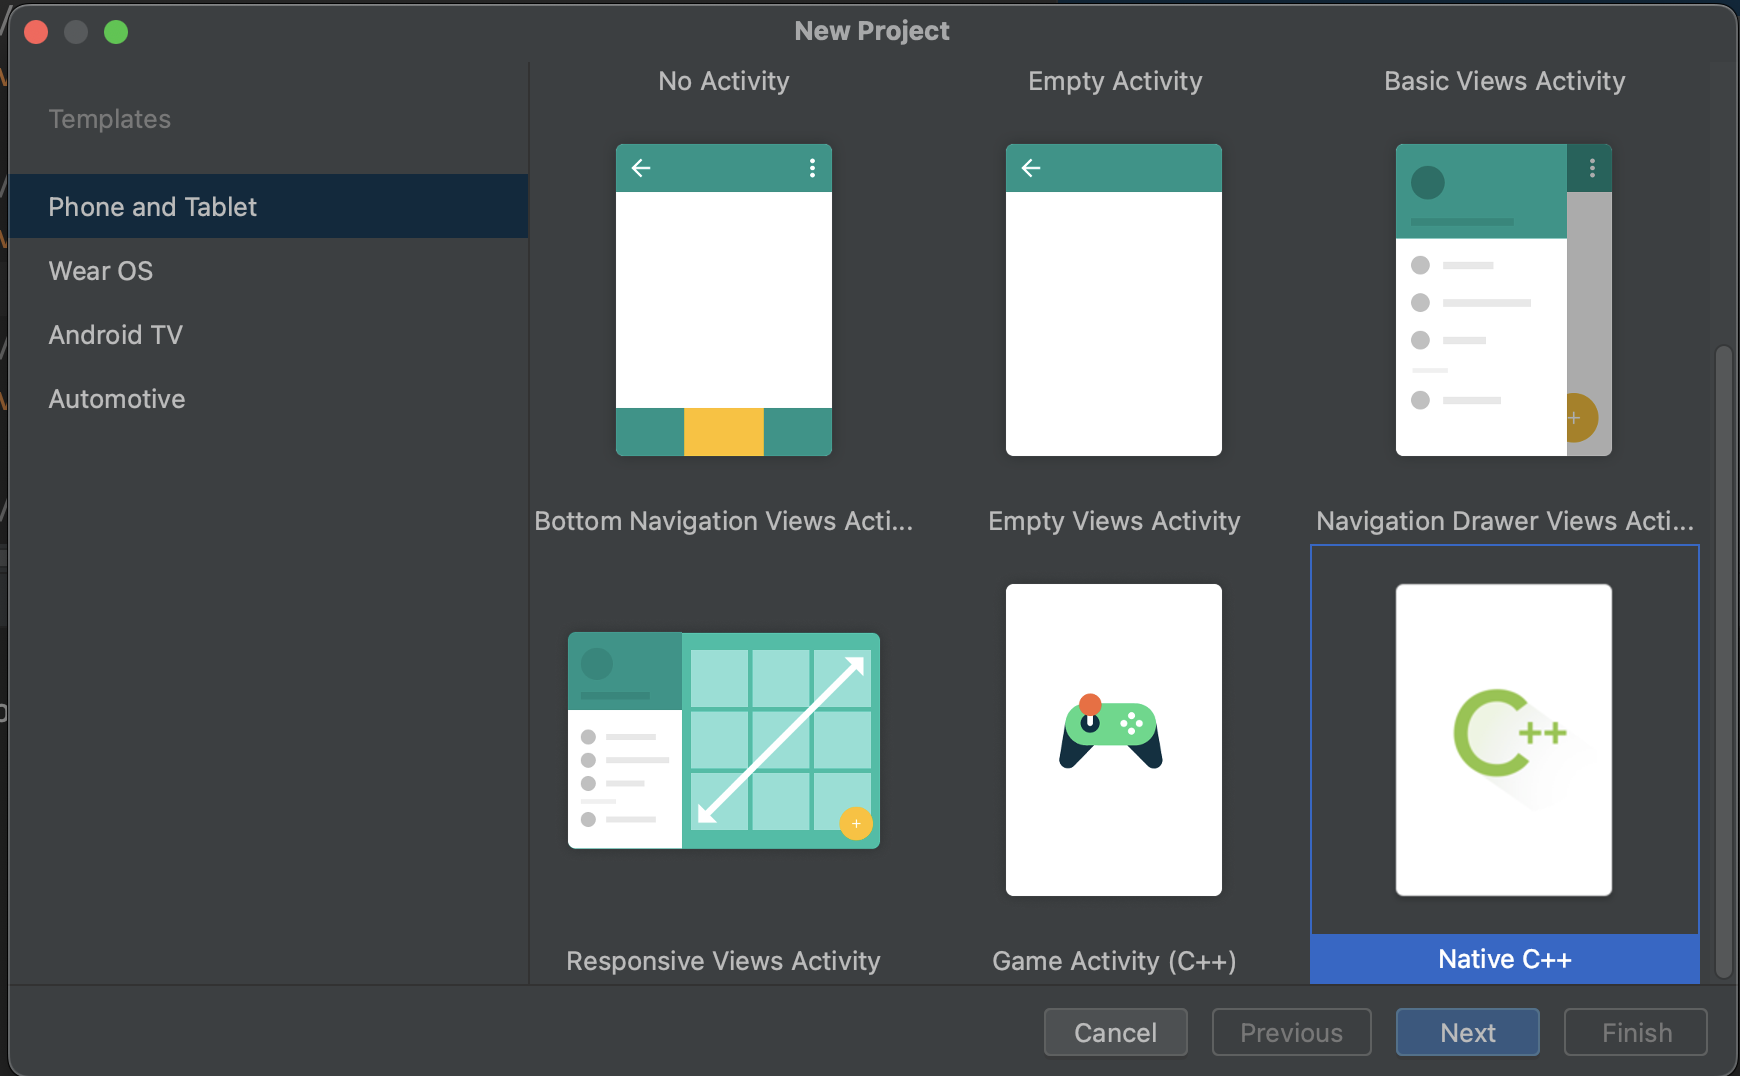 New Project
Templates
Phone and Tablet
Wear OS
Android TV
Automotive
No Activity
Empty Activity
Basic Views Activity
Bottom Navigation Views Acti...
Empty Views Activity
Navigation Drawer Views Acti...
C++
Responsive Views Activity
Game Activity (C++)
Native C++
Cancel
Previous
Next
Finish